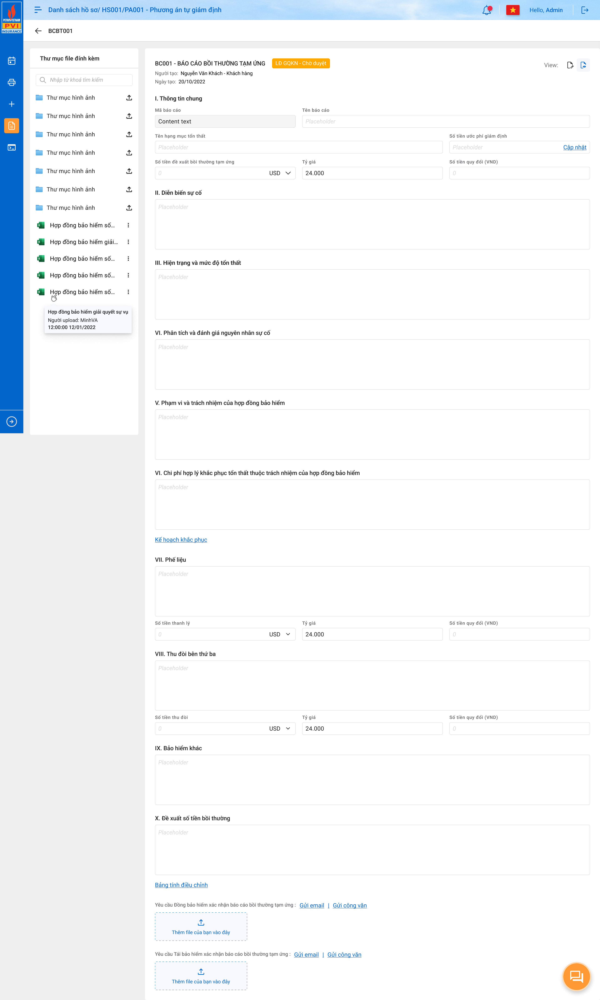 PETROVIETNAM
PVI
INSURANCE
Danh sách hồ sơ/ HS001/PA001 - Phương án tự giám định
Hello, Admin
BCBT001
Thư mục file đính kèm
Nhập từ khoá tìm kiếm
Thư mục hình ảnh
Thư mục hình ảnh
Thư mục hình ảnh
Thư mục hình ảnh
Thư mục hình ảnh
Thư mục hình ảnh
Thư mục hình ảnh
Hợp đồng bảo hiểm số...
Hợp đồng bảo hiểm giải...
Hợp đồng bảo hiểm số...
Hợp đồng bảo hiểm số...
Hợp đồng bảo hiểm số...
Hợp đồng bảo hiểm giải quyết sự vụ
Người upload: MinhVA
12:00:00 12/01/2022
BC001 - BÁO CÁO BỒI THƯỜNG TẠM ỨNG LĐ GQKN - Chờ duyệt
View:
Người tạo: Nguyễn Văn Khách - Khách hàng
Ngày tạo: 20/10/2022
I. Thông tin chung
Mã báo cáo Tên báo cáo
Content text Placeholder
Tên hạng mục tổn thất Số tiền ước phí giám định
Placeholder Placeholder Cập nhật
Số tiền đề xuất bồi thường tạm ứng Tỷ giá Số tiền quy đổi (VND)
0 USD 24.000 0
II. Diễn biến sự cố
Placeholder
III. Hiện trạng và mức độ tổn thất
Placeholder
VI. Phân tích và đánh giá nguyên nhân sự cố
Placeholder
V. Phạm vi và trách nhiệm của hợp đồng bảo hiểm
Placeholder
VI. Chi phí hợp lý khắc phục tổn thất thuộc trách nhiệm của hợp đồng bảo hiểm
Placeholder
Kế hoạch khắc phục
VII. Phế liệu
Placeholder
Số tiền thanh lý Tỷ giá Số tiền quy đổi (VND)
0 USD 24.000 0
VIII. Thu đòi bên thứ ba
Placeholder
Số tiền thu đòi Tỷ giá Số tiền quy đổi (VND)
0 USD 24.000 0
IX. Bảo hiểm khác
Placeholder
X. Đề xuất số tiền bồi thường
Placeholder
Bảng tính điều chỉnh
Yêu cầu Đồng bảo hiểm xác nhận báo cáo bồi thường tạm ứng : Gửi email | Gửi công văn
Thêm file của bạn vào đây
Yêu cầu Tái bảo hiểm xác nhận báo cáo bồi thường tạm ứng : Gửi email | Gửi công văn
Thêm file của bạn vào đây